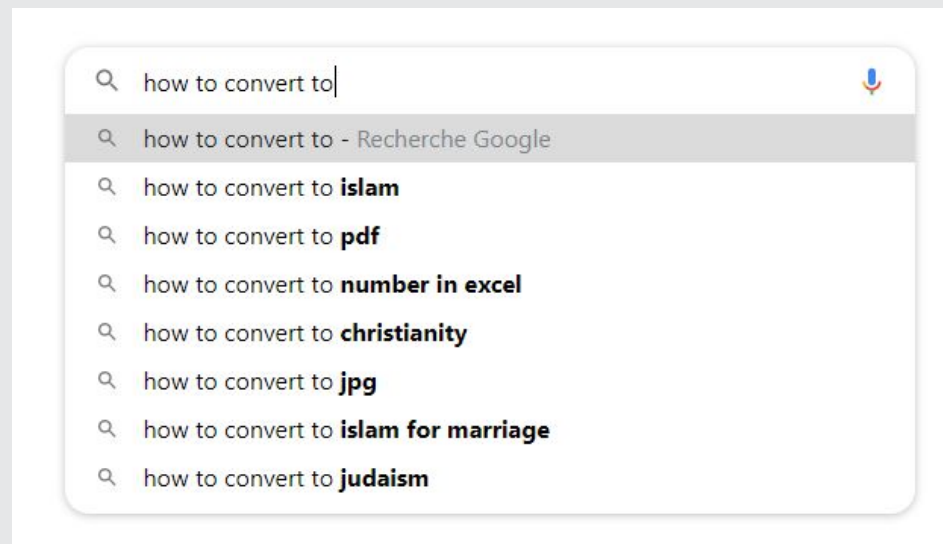 how to convert to
how to convert to - Recherche Google
how to convert to islam
how to convert to pdf
how to convert to number in excel
how to convert to christianity
how to convert to jpg
how to convert to islam for marriage
how to convert to judaism